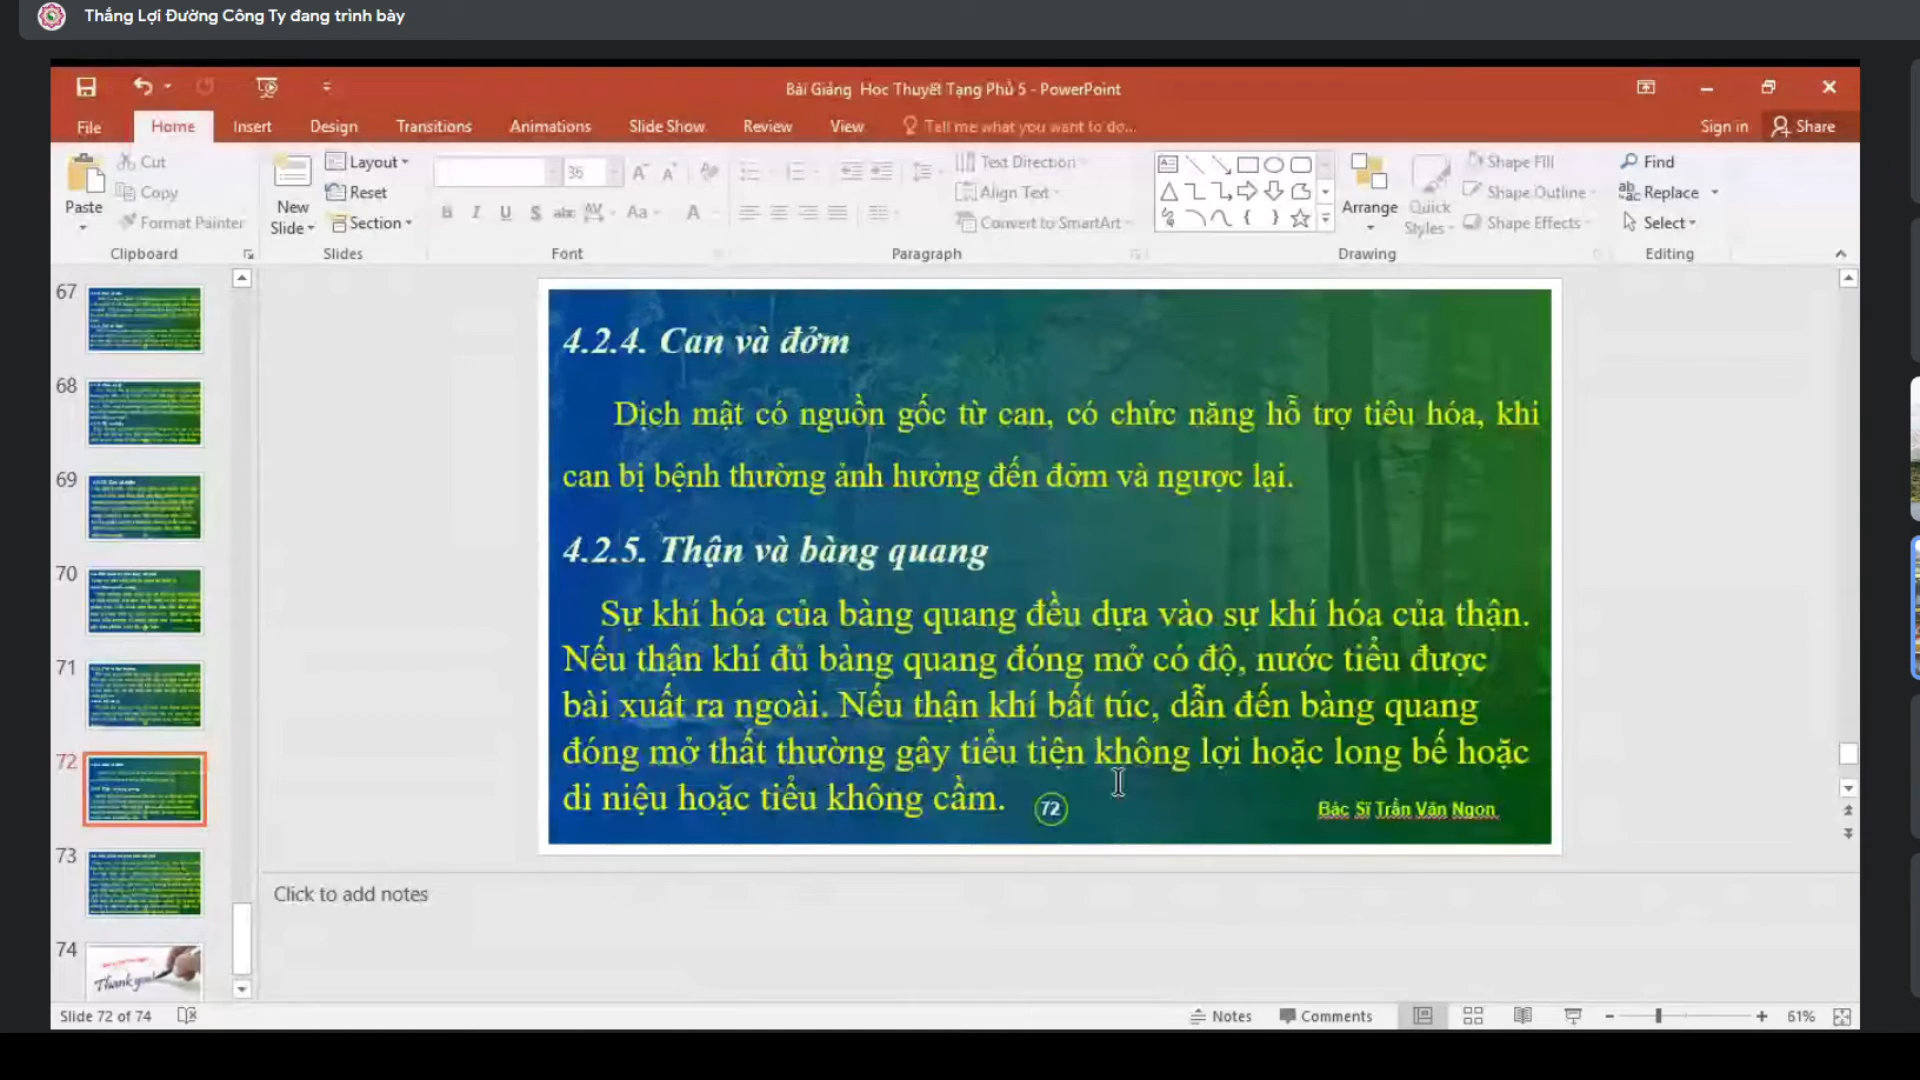 Thắng Lợi Đường Công Ty đang trình bày
Bài Giảng Học Thuyết Tạng Phủ 5 - PowerPoint
File Home Insert Design Transitions Animations Slide Show Review View Tell me what you want to do... Sign in Share
Paste
Cut
Copy
Format Painter
Clipboard
New Slide
Layout
Reset
Section
Slides
36
B I U S abc AV Aa A
Font
Text Direction
Align Text
Convert to SmartArt
Paragraph
Arrange
Quick Styles
Shape Fill
Shape Outline
Shape Effects
Drawing
Find
Replace
Select
Editing
67
68
69
70
71
72
73
74
Thank you!
4.2.4. Can và đởm
Dịch mật có nguồn gốc từ can, có chức năng hỗ trợ tiêu hóa, khi
can bị bệnh thường ảnh hưởng đến đởm và ngược lại.
4.2.5. Thận và bàng quang
Sự khí hóa của bàng quang đều dựa vào sự khí hóa của thận.
Nếu thận khí đủ bàng quang đóng mở có độ, nước tiểu được
bài xuất ra ngoài. Nếu thận khí bất túc, dẫn đến bàng quang
đóng mở thất thường gây tiểu tiện không lợi hoặc long bế hoặc
di niệu hoặc tiểu không cầm.
72
Bác Sĩ Trần Văn Ngon.
Click to add notes
Slide 72 of 74
Notes Comments 61%